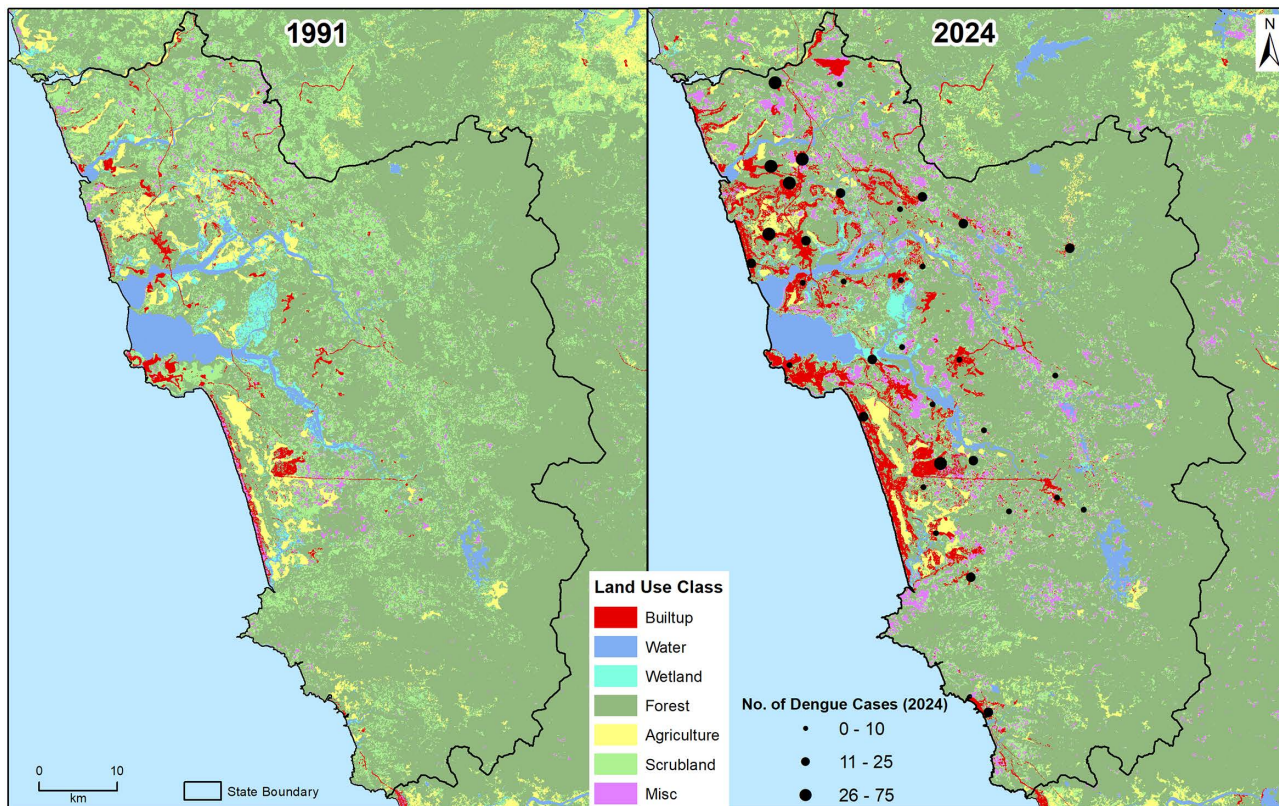 1991
2024
N
Land Use Class
Builtup
Water
Wetland
Forest
Agriculture
Scrubland
Misc
No. of Dengue Cases (2024)
0 - 10
11 - 25
26 - 75
0 10
km
State Boundary